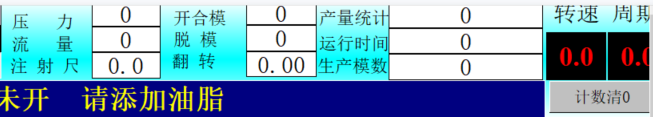 压 力 0 开合模 0 产量统计 0 转速 周期
流 量 0 脱 模 0 运行时间 0 0.0 0.0
注 射 尺 0.0 翻 转 0.00 生产模数 0
未开 请添加油脂 计数清0